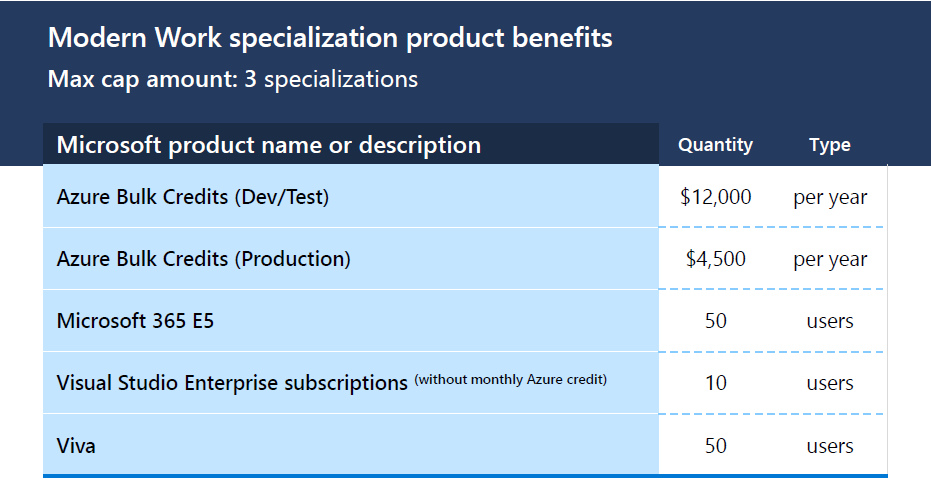 Modern Work specialization product benefits
Max cap amount: 3 specializations
Microsoft product name or description Quantity Type
Azure Bulk Credits (Dev/Test) $12,000 per year
Azure Bulk Credits (Production) $4,500 per year
Microsoft 365 E5 50 users
Visual Studio Enterprise subscriptions (without monthly Azure credit) 10 users
Viva 50 users